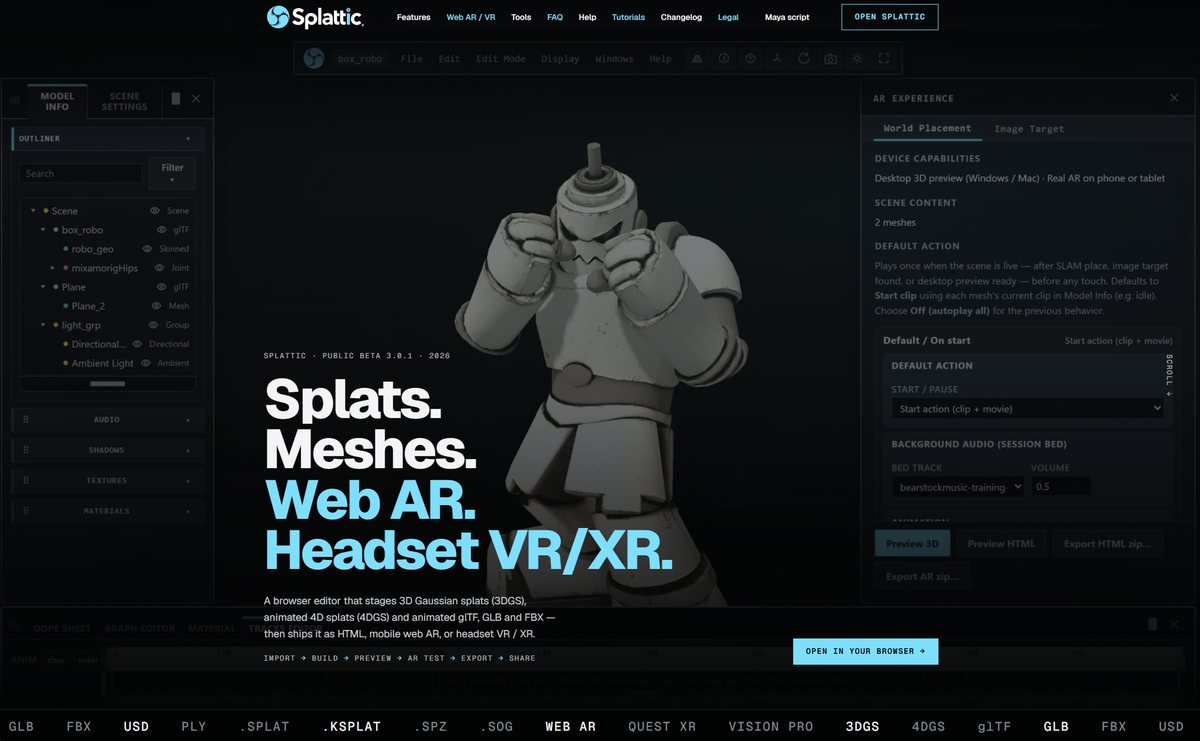 Splattic.
Features Web AR / VR Tools FAQ Help Tutorials Changelog Legal Maya script OPEN SPLATTIC
box_robo File Edit Edit Mode Display Windows Help
MODEL INFO
SCENE SETTINGS
OUTLINER
Search
Filter
Scene Scene
box_robo glTF
robo_geo Skinned
mixamorigHips Joint
Plane glTF
Plane_2 Mesh
light_grp Group
Directional... Directional
Ambient Light Ambient
AUDIO
SHADOWS
TEXTURES
MATERIALS
AR EXPERIENCE
World Placement Image Target
DEVICE CAPABILITIES
Desktop 3D preview (Windows / Mac) · Real AR on phone or tablet
SCENE CONTENT
2 meshes
DEFAULT ACTION
Plays once when the scene is live — after SLAM place, image target
found, or desktop preview ready — before any touch. Defaults to
Start clip using each mesh's current clip in Model Info (e.g. idle).
Choose Off (autoplay all) for the previous behavior.
Default / On start Start action (clip + movie)
DEFAULT ACTION
START / PAUSE
Start action (clip + movie)
BACKGROUND AUDIO (SESSION BED)
BED TRACK VOLUME
bearstockmusic-training- 0.5
Preview 3D Preview HTML Export HTML zip...
Export AR zip...
SCROLL ↓
SPLATTIC · PUBLIC BETA 3.0.1 · 2026
Splats.
Meshes.
Web AR.
Headset VR/XR.
A browser editor that stages 3D Gaussian splats (3DGS),
animated 4D splats (4DGS) and animated glTF, GLB and FBX —
then ships it as HTML, mobile web AR, or headset VR / XR.
IMPORT → BUILD → PREVIEW → AR TEST → EXPORT → SHARE
OPEN IN YOUR BROWSER →
DOPE SHEET GRAPH EDITOR MATERIAL
ANIM char anim
GLB FBX USD PLY .SPLAT .KSPLAT .SPZ .SOG WEB AR QUEST XR VISION PRO 3DGS 4DGS glTF GLB FBX USD